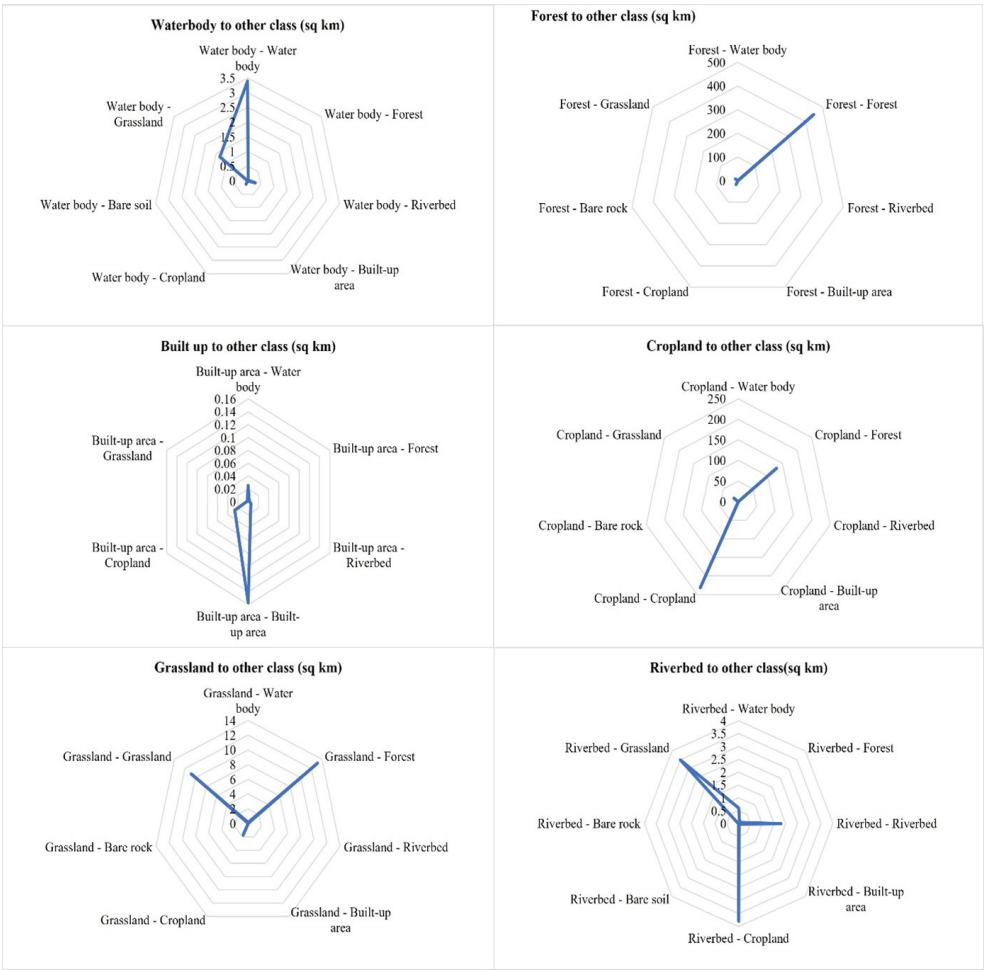 Waterbody to other class (sq km)
Water body - Water
body
3.5
3
2.5
2
1.5
1
0.5
0
Water body - Forest
Water body - Riverbed
Water body - Built-up
area
Water body - Cropland
Water body - Bare soil
Water body -
Grassland
Forest to other class (sq km)
Forest - Water body
500
400
300
200
100
0
Forest - Forest
Forest - Riverbed
Forest - Built-up area
Forest - Cropland
Forest - Bare rock
Forest - Grassland
Built up to other class (sq km)
Built-up area - Water
body
0.16
0.14
0.12
0.1
0.08
0.06
0.04
0.02
0
Built-up area - Forest
Built-up area -
Riverbed
Built-up area - Built-
up area
Built-up area -
Cropland
Built-up area -
Grassland
Cropland to other class (sq km)
Cropland - Water body
250
200
150
100
50
0
Cropland - Forest
Cropland - Riverbed
Cropland - Built-up
area
Cropland - Cropland
Cropland - Bare rock
Cropland - Grassland
Grassland to other class (sq km)
Grassland - Water
body
14
12
10
8
6
4
2
0
Grassland - Forest
Grassland - Riverbed
Grassland - Built-up
area
Grassland - Cropland
Grassland - Bare rock
Grassland - Grassland
Riverbed to other class(sq km)
Riverbed - Water body
4
3.5
3
2.5
2
1.5
1
0.5
0
Riverbed - Forest
Riverbed - Riverbed
Riverbed - Built-up
area
Riverbed - Cropland
Riverbed - Bare soil
Riverbed - Bare rock
Riverbed - Grassland